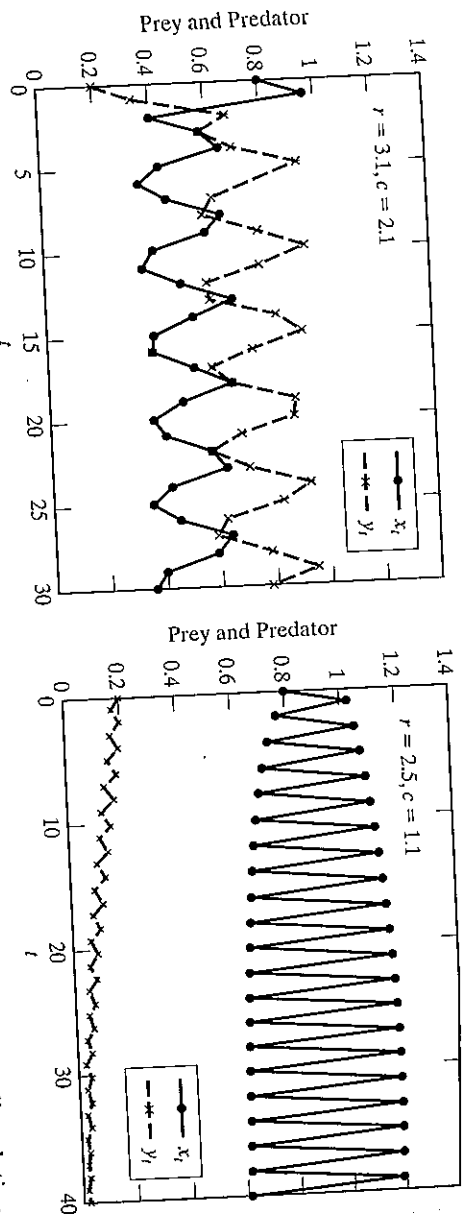 Prey and Predator
1.4
1.2
1
0.8
0.6
0.4
0.2
0
5
10
15
20
25
30
t
r = 3.1, c = 2.1
x_t
y_t
Prey and Predator
1.4
1.2
1
0.8
0.6
0.4
0.2
0
10
20
30
40
t
r = 2.5, c = 1.1
x_t
y_t